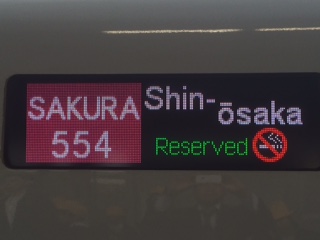 SAKURA
554
Shin-ōsaka
Reserved